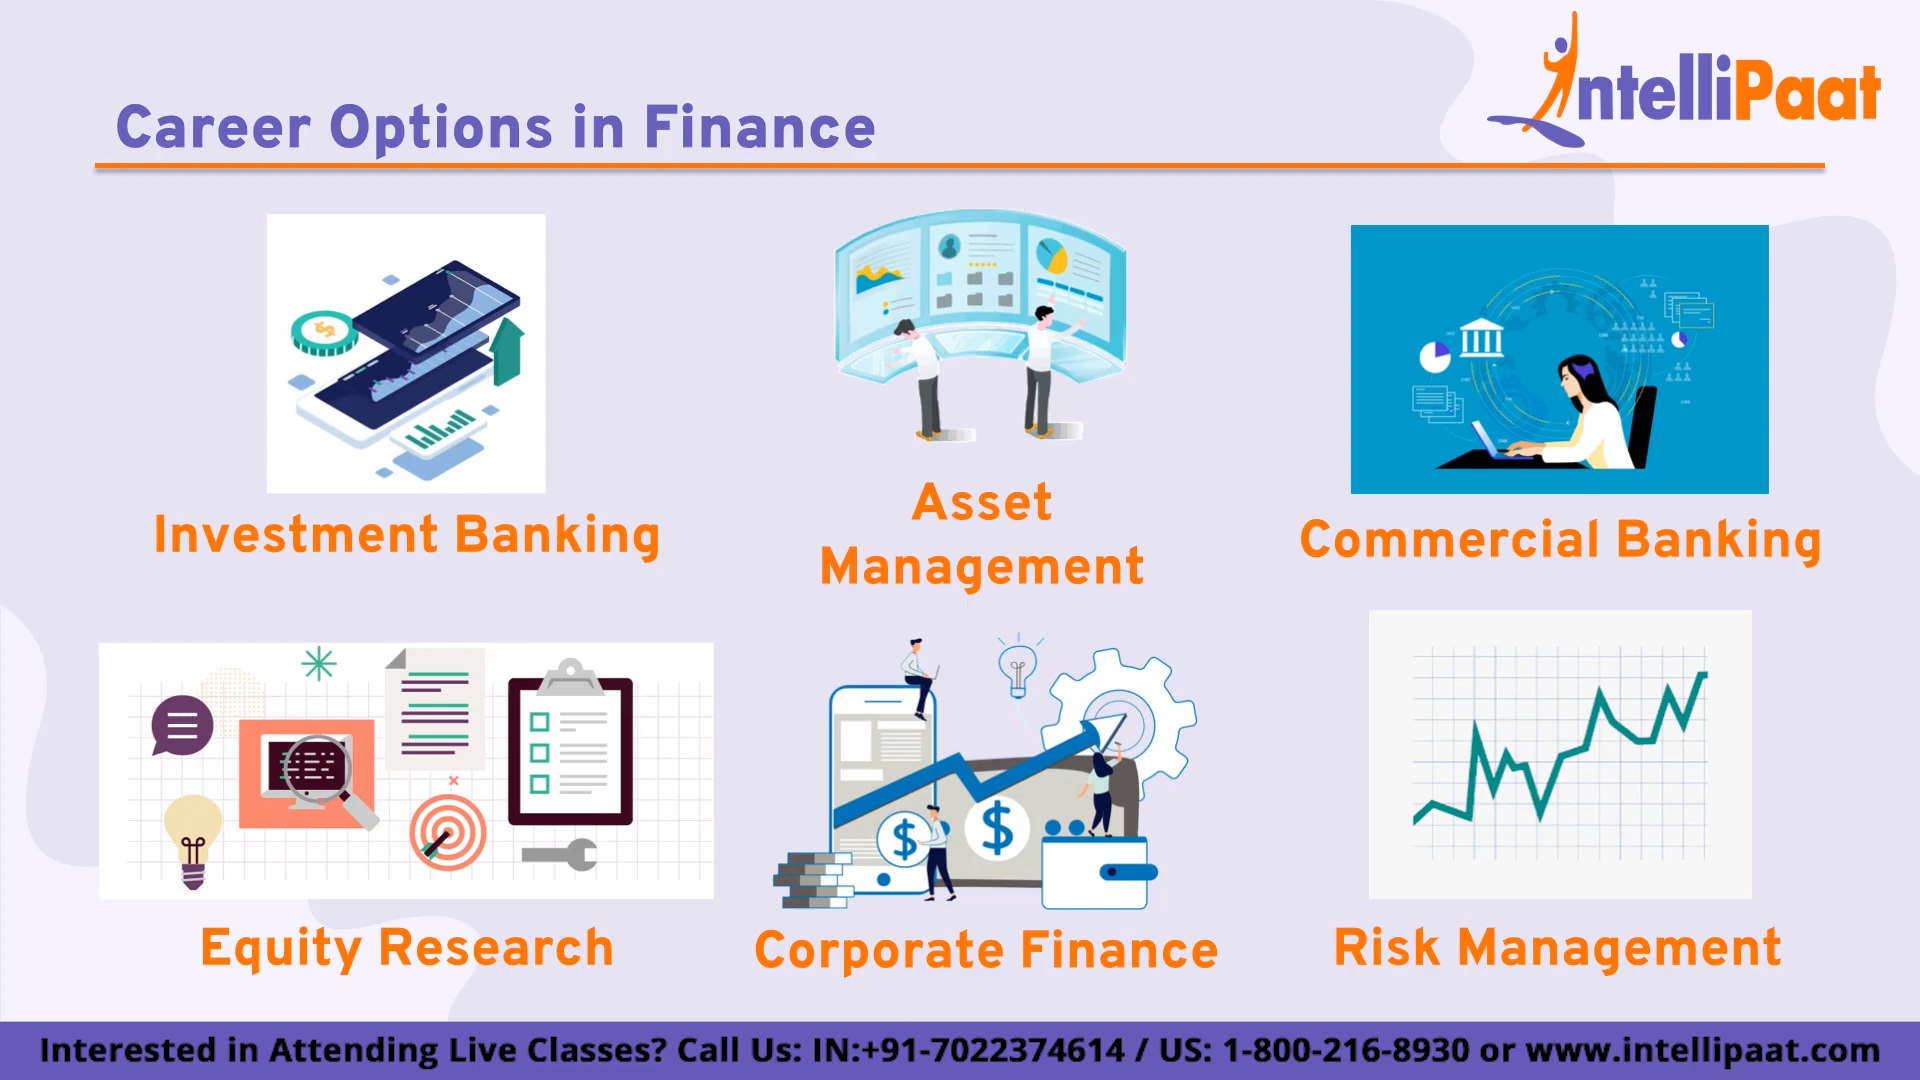 IntelliPaat
Career Options in Finance
Investment Banking
Asset
Management
Commercial Banking
Equity Research
Corporate Finance
Risk Management
Interested in Attending Live Classes? Call Us: IN:+91-7022374614 / US: 1-800-216-8930 or www.intellipaat.com